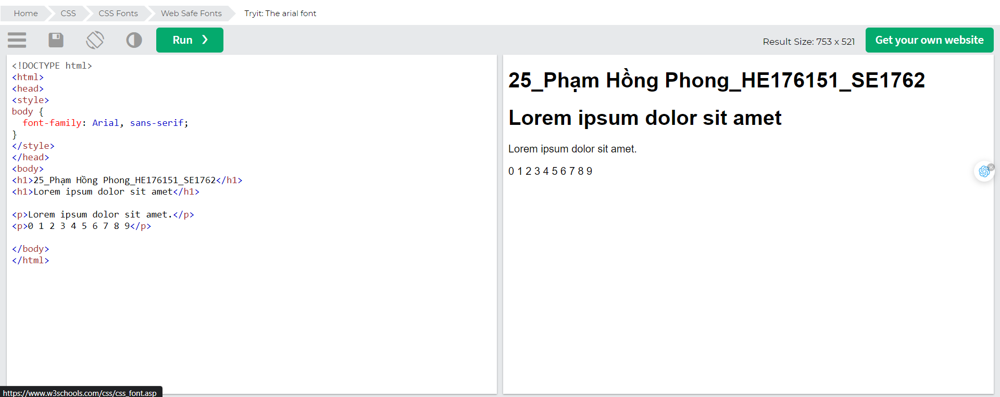 Home CSS CSS Fonts Web Safe Fonts Tryit: The arial font
Run ❯
Result Size: 753 x 521
Get your own website
<!DOCTYPE html>
<html>
<head>
<style>
body {
  font-family: Arial, sans-serif;
}
</style>
</head>
<body>
<h1>25_Phạm Hồng Phong_HE176151_SE1762</h1>
<h1>Lorem ipsum dolor sit amet</h1>

<p>Lorem ipsum dolor sit amet.</p>
<p>0 1 2 3 4 5 6 7 8 9</p>

</body>
</html>
25_Phạm Hồng Phong_HE176151_SE1762
Lorem ipsum dolor sit amet
Lorem ipsum dolor sit amet.
0 1 2 3 4 5 6 7 8 9
https://www.w3schools.com/css/css_font.asp